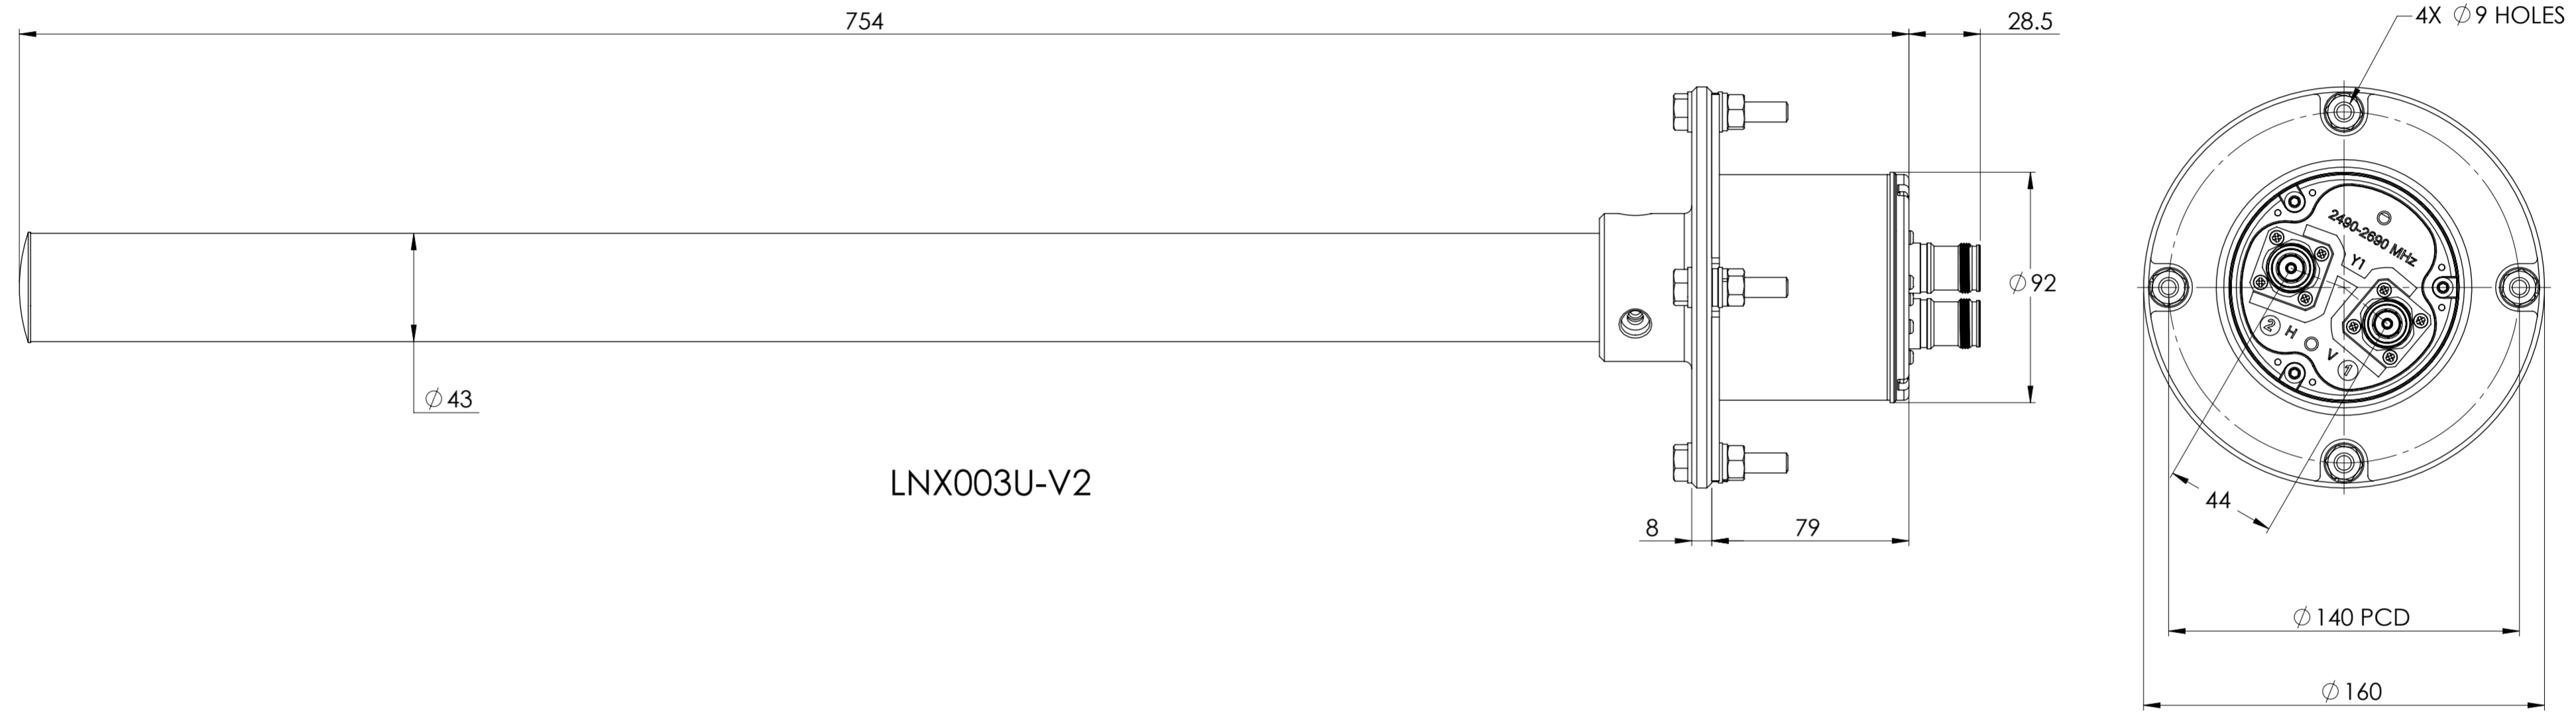 754
28.5
4X ∅9 HOLES
∅92
∅43
LNX003U-V2
8
79
2490-2690 MHz
Y1
2 H
V 1
44
∅140 PCD
∅160